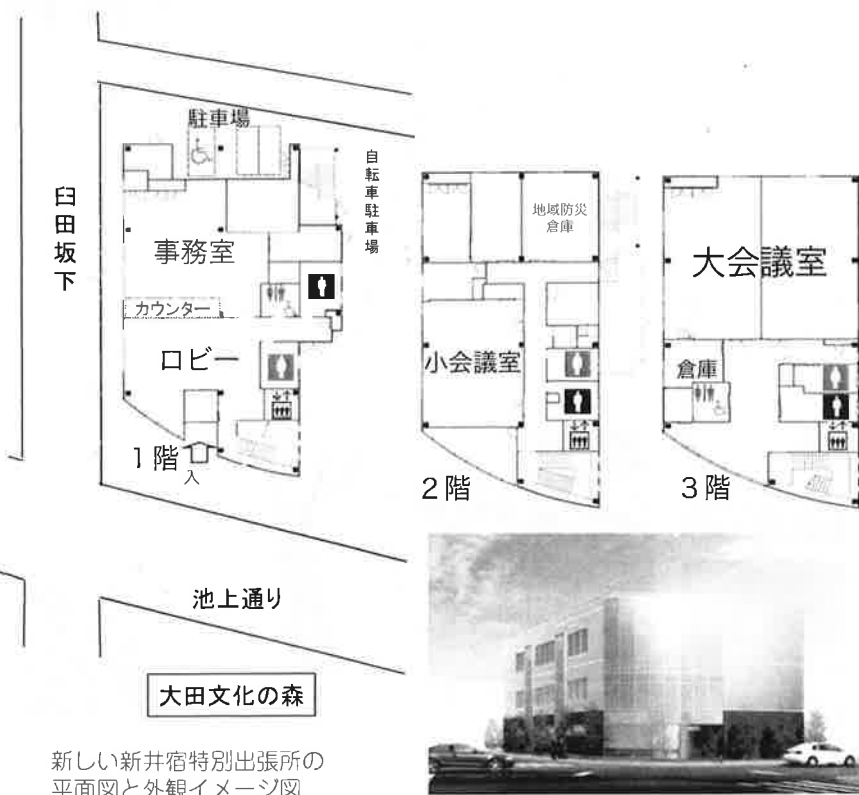 駐車場
自転車駐車場
臼田坂下
事務室
カウンター
ロビー
1階
入
地域防災
倉庫
小会議室
2階
大会議室
倉庫
3階
池上通り
大田文化の森
新しい新井宿特別出張所の
平面図と外観イメージ図